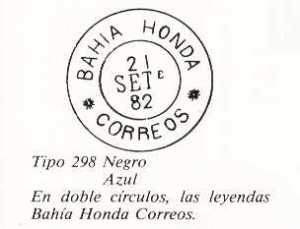 BAHIA HONDA
21
SETᴱ
82
* CORREOS *
Tipo 298 Negro
Azul
En doble círculos, las leyendas
Bahía Honda Correos.